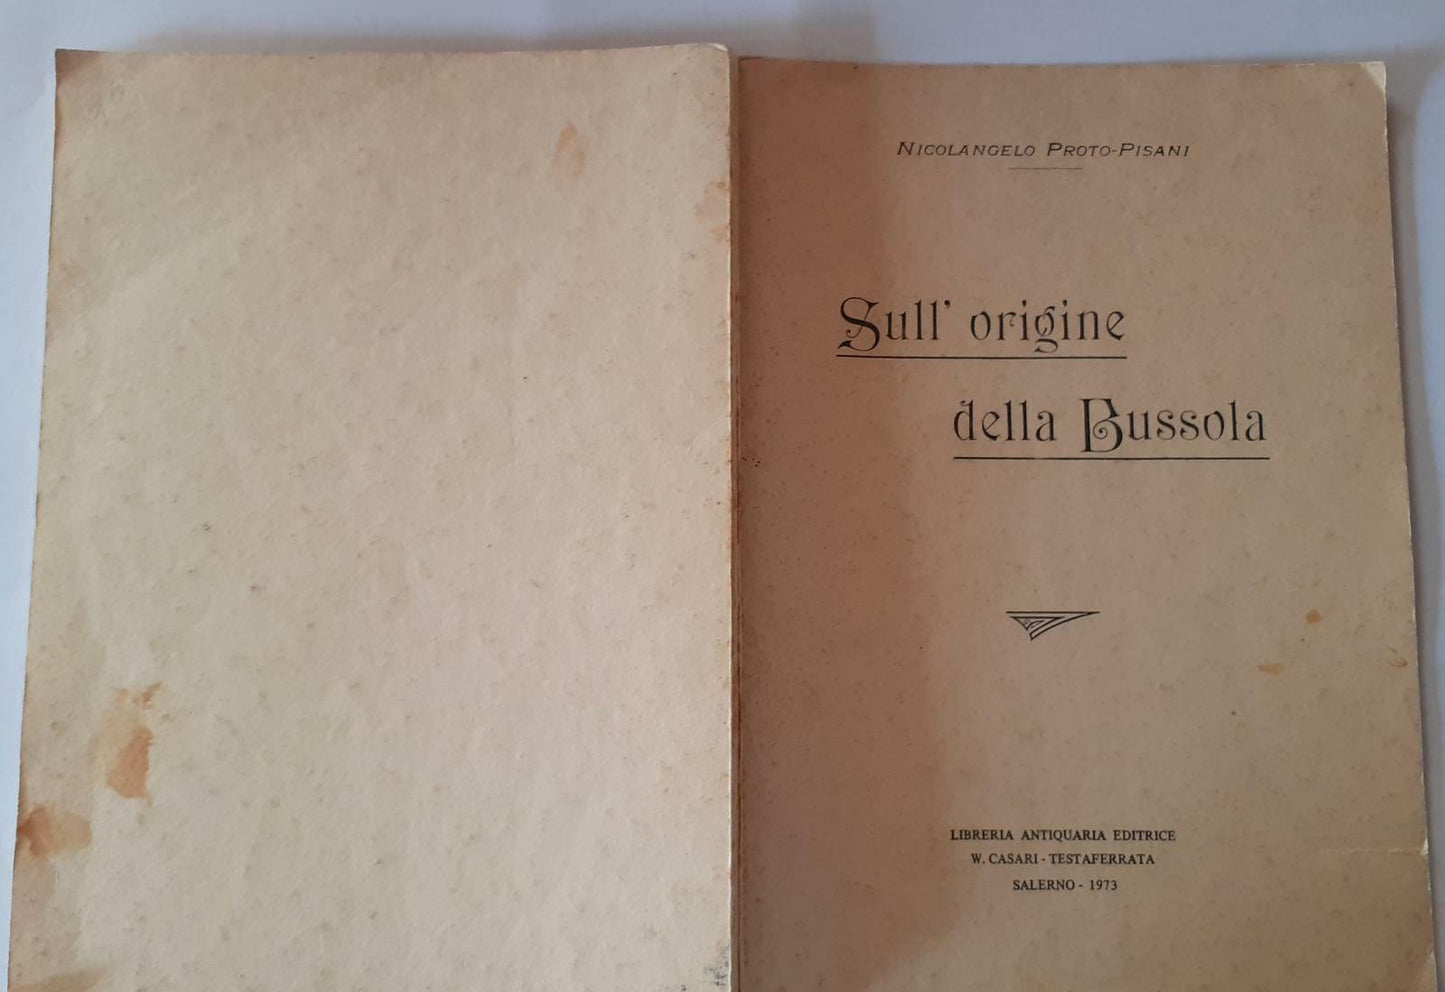 Nicolangelo Proto-Pisani
Sull' origine
della Bussola
LIBRERIA ANTIQUARIA EDITRICE
W. CASARI - TESTAFERRATA
SALERNO - 1973